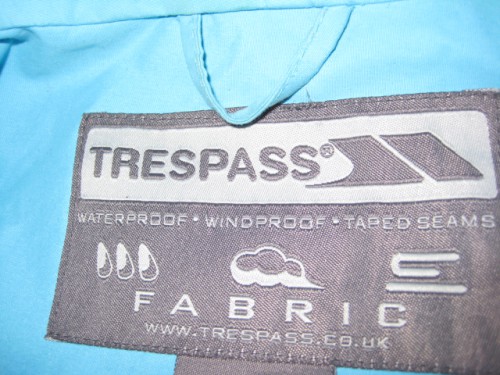 TRESPASS®
WATERPROOF • WINDPROOF • TAPED SEAMS
FABRIC
WWW.TRESPASS.CO.UK